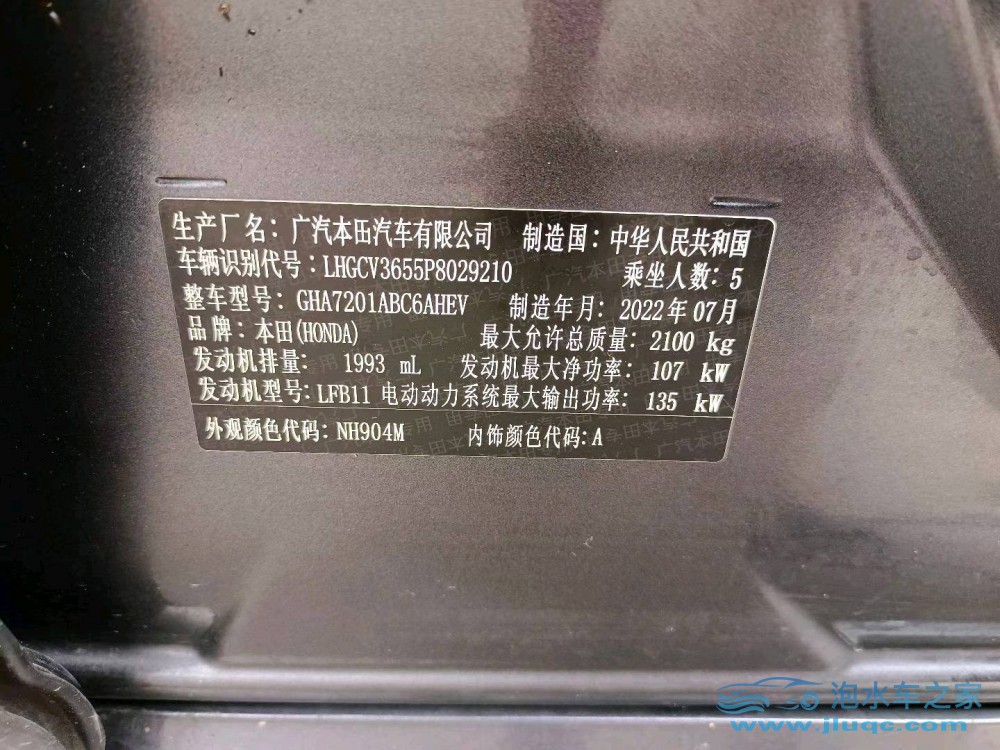 生产厂名：广汽本田汽车有限公司 制造国：中华人民共和国
车辆识别代号：LHGCV3655P8029210 乘坐人数：5
整车型号：GHA7201ABC6AHEV 制造年月：2022年07月
品牌：本田(HONDA) 最大允许总质量：2100 kg
发动机排量：1993 mL 发动机最大净功率：107 kW
发动机型号：LFB11 电动动力系统最大输出功率：135 kW
外观颜色代码：NH904M 内饰颜色代码：A
泡水车之家
www.jluqc.com